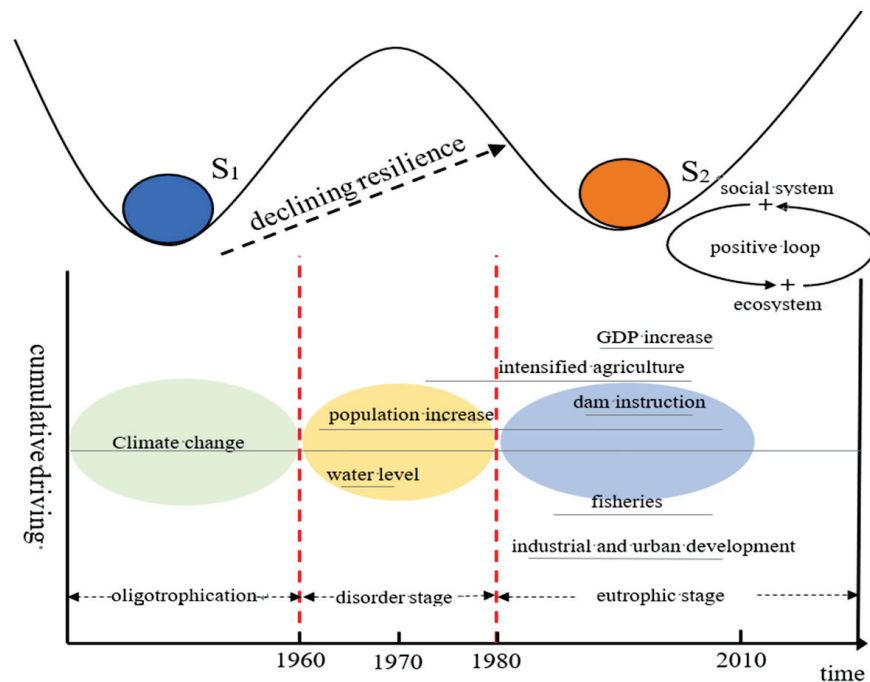 S1
declining resilience
S2
social system
+
positive loop
+
ecosystem
cumulative driving
GDP increase
intensified agriculture
dam instruction
population increase
Climate change
water level
fisheries
industrial and urban development
oligotrophication
disorder stage
eutrophic stage
1960
1970
1980
2010
time